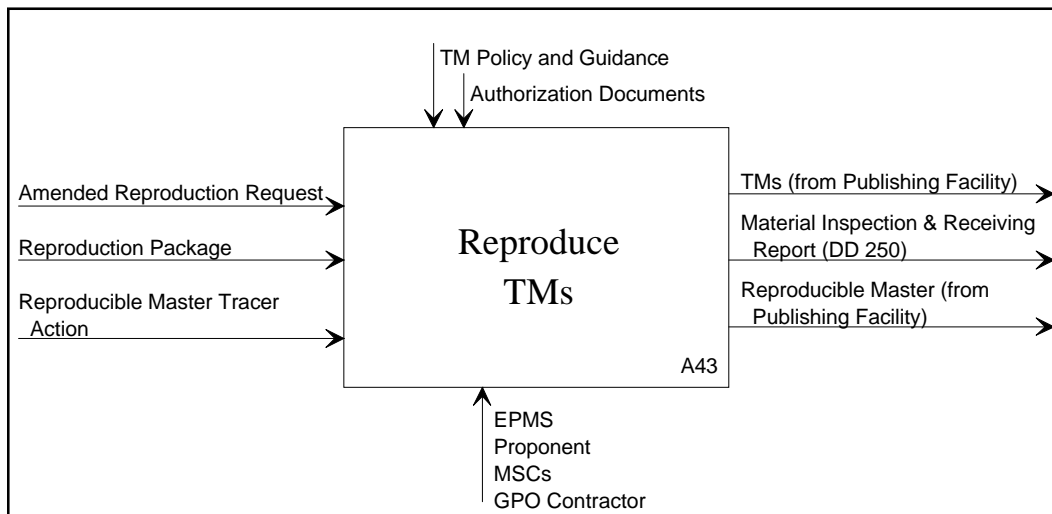 TM Policy and Guidance
Authorization Documents
Amended Reproduction Request
Reproduction Package
Reproducible Master Tracer
Action
Reproduce
TMs
A43
TMs (from Publishing Facility)
Material Inspection & Receiving
Report (DD 250)
Reproducible Master (from
Publishing Facility)
EPMS
Proponent
MSCs
GPO Contractor